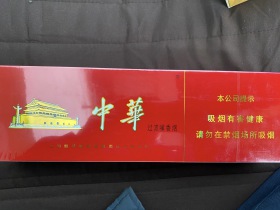 中華
本公司提示
吸烟有害健康
请勿在禁烟场所吸烟